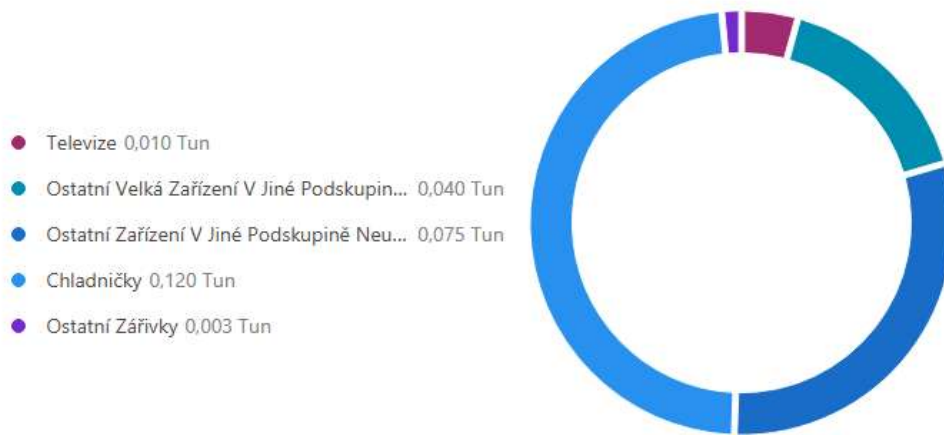 Televize 0,010 Tun
Ostatní Velká Zařízení V Jiné Podskupin... 0,040 Tun
Ostatní Zařízení V Jiné Podskupině Neu... 0,075 Tun
Chladničky 0,120 Tun
Ostatní Zářivky 0,003 Tun